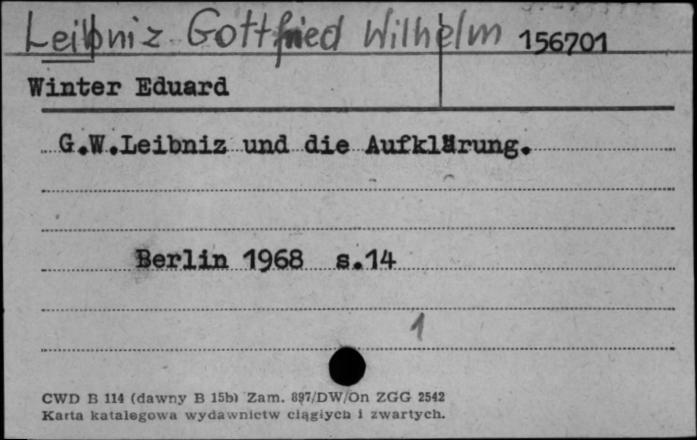 Leibniz Gottfried Wilhelm 156701
Winter Eduard
G.W.Leibniz und die Aufklärung.
Berlin 1968 s.14
1
CWD B 114 (dawny B 15b) Zam. 897/DW/On ZGG 2542
Karta katalogowa wydawnictw ciągłych i zwartych.